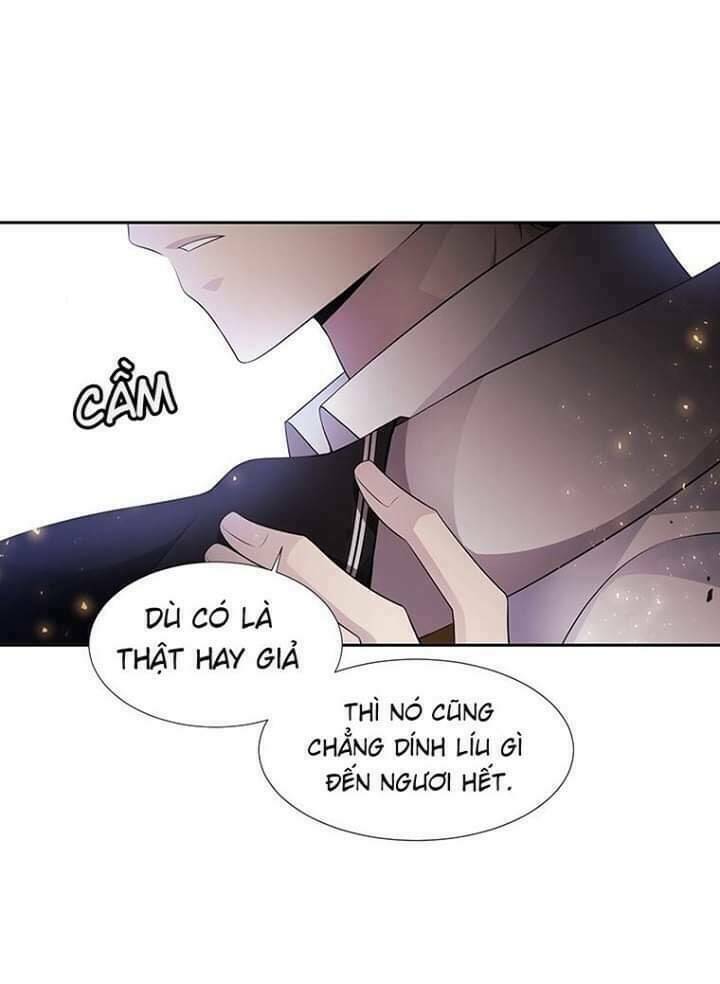 CẦM
DÙ CÓ LÀ
THẬT HAY GIẢ
THÌ NÓ CŨNG
CHẲNG DÍNH LÍU GÌ
ĐẾN NGƯƠI HẾT.